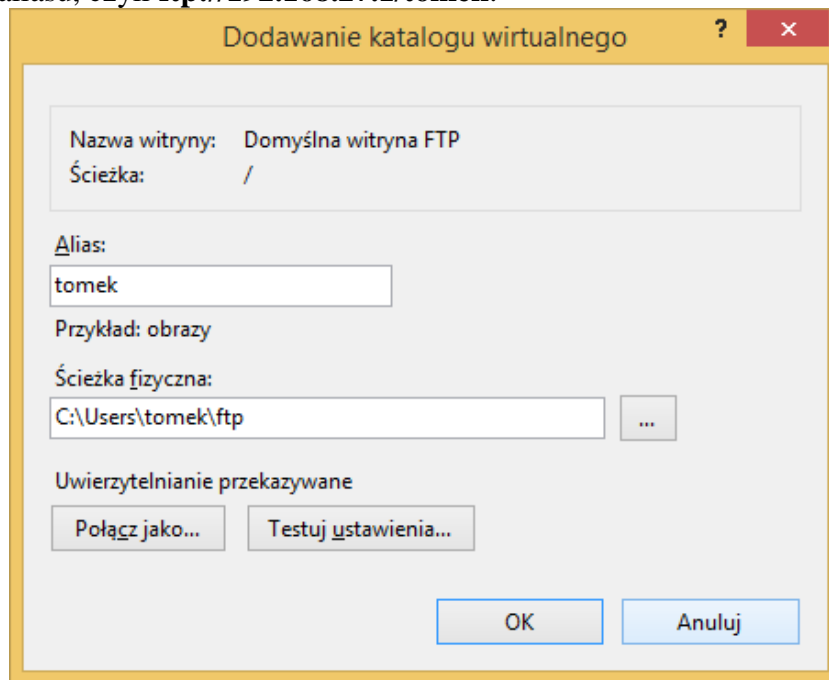 Dodawanie katalogu wirtualnego ? ×
Nazwa witryny: Domyślna witryna FTP
Ścieżka: /
Alias:
tomek
Przykład: obrazy
Ścieżka fizyczna:
C:\Users\tomek\ftp ...
Uwierzytelnianie przekazywane
Połącz jako... Testuj ustawienia...
OK Anuluj